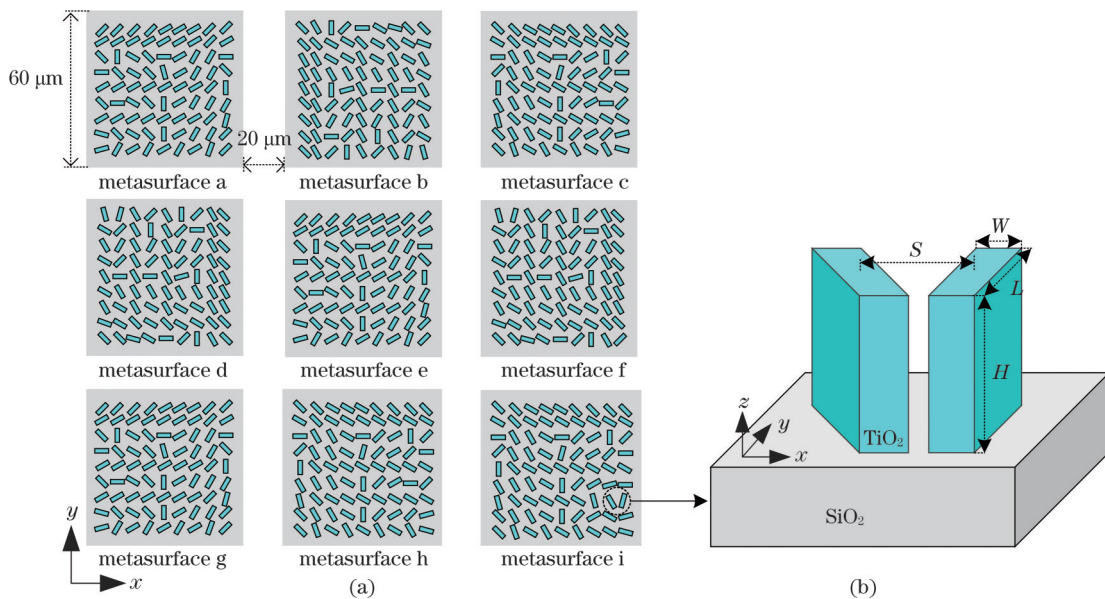 60 μm
20 μm
metasurface a
metasurface b
metasurface c
metasurface d
metasurface e
metasurface f
metasurface g
metasurface h
metasurface i
y
x
(a)
S
W
L
H
TiO₂
z
y
x
SiO₂
(b)